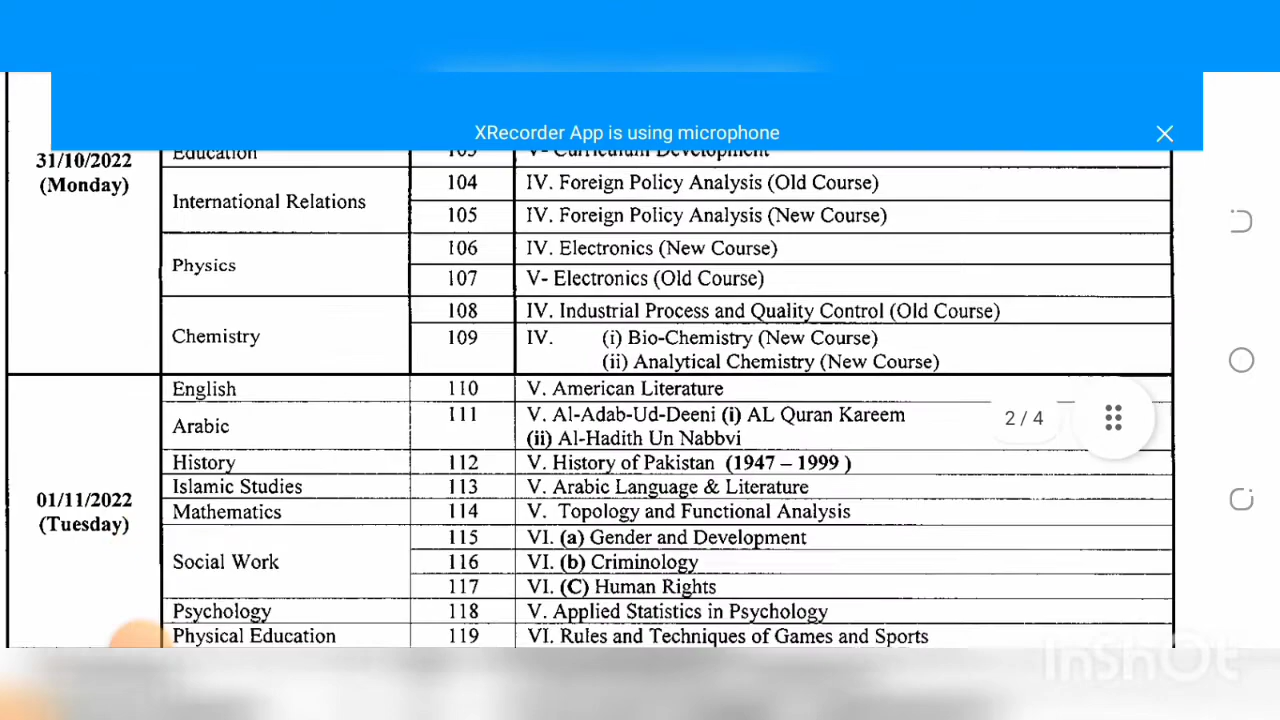 XRecorder App is using microphone
31/10/2022
(Monday)
Education 103 V- Curriculum Development
International Relations
104 IV. Foreign Policy Analysis (Old Course)
105 IV. Foreign Policy Analysis (New Course)
Physics
106 IV. Electronics (New Course)
107 V- Electronics (Old Course)
Chemistry
108 IV. Industrial Process and Quality Control (Old Course)
109 IV. (i) Bio-Chemistry (New Course)
(ii) Analytical Chemistry (New Course)
01/11/2022
(Tuesday)
English 110 V. American Literature
Arabic 111 V. Al-Adab-Ud-Deeni (i) AL Quran Kareem
(ii) Al-Hadith Un Nabbvi
2 / 4
History 112 V. History of Pakistan (1947 – 1999 )
Islamic Studies 113 V. Arabic Language & Literature
Mathematics 114 V. Topology and Functional Analysis
Social Work
115 VI. (a) Gender and Development
116 VI. (b) Criminology
117 VI. (C) Human Rights
Psychology 118 V. Applied Statistics in Psychology
Physical Education 119 VI. Rules and Techniques of Games and Sports
InShOt